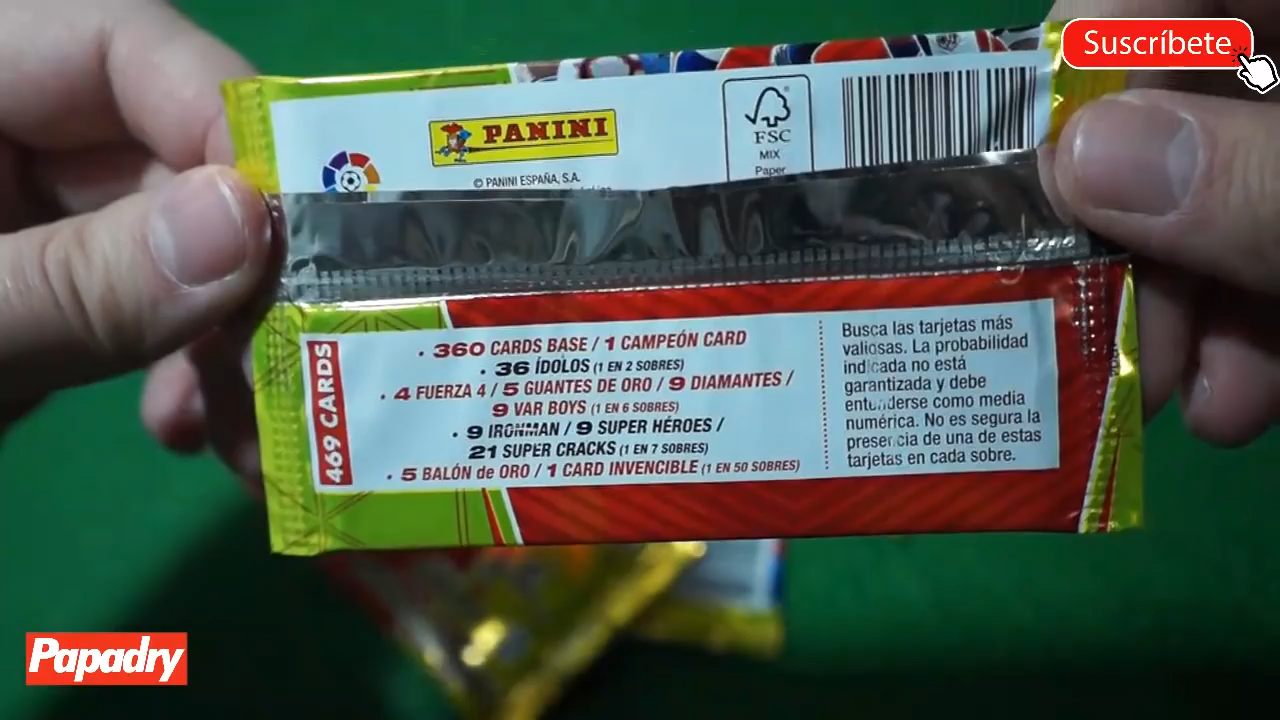 Suscríbete
PANINI
FSC
MIX
Paper
© PANINI ESPAÑA, S.A.
469 CARDS
• 360 CARDS BASE / 1 CAMPEÓN CARD
• 36 ÍDOLOS (1 EN 2 SOBRES)
• 4 FUERZA 4 / 5 GUANTES DE ORO / 9 DIAMANTES /
9 VAR BOYS (1 EN 6 SOBRES)
• 9 IRONMAN / 9 SUPER HÉROES /
21 SUPER CRACKS (1 EN 7 SOBRES)
• 5 BALÓN de ORO / 1 CARD INVENCIBLE (1 EN 50 SOBRES)
Busca las tarjetas más
valiosas. La probabilidad
indicada no está
garantizada y debe
entenderse como media
numérica. No es segura la
presencia de una de estas
tarjetas en cada sobre.
Papadry